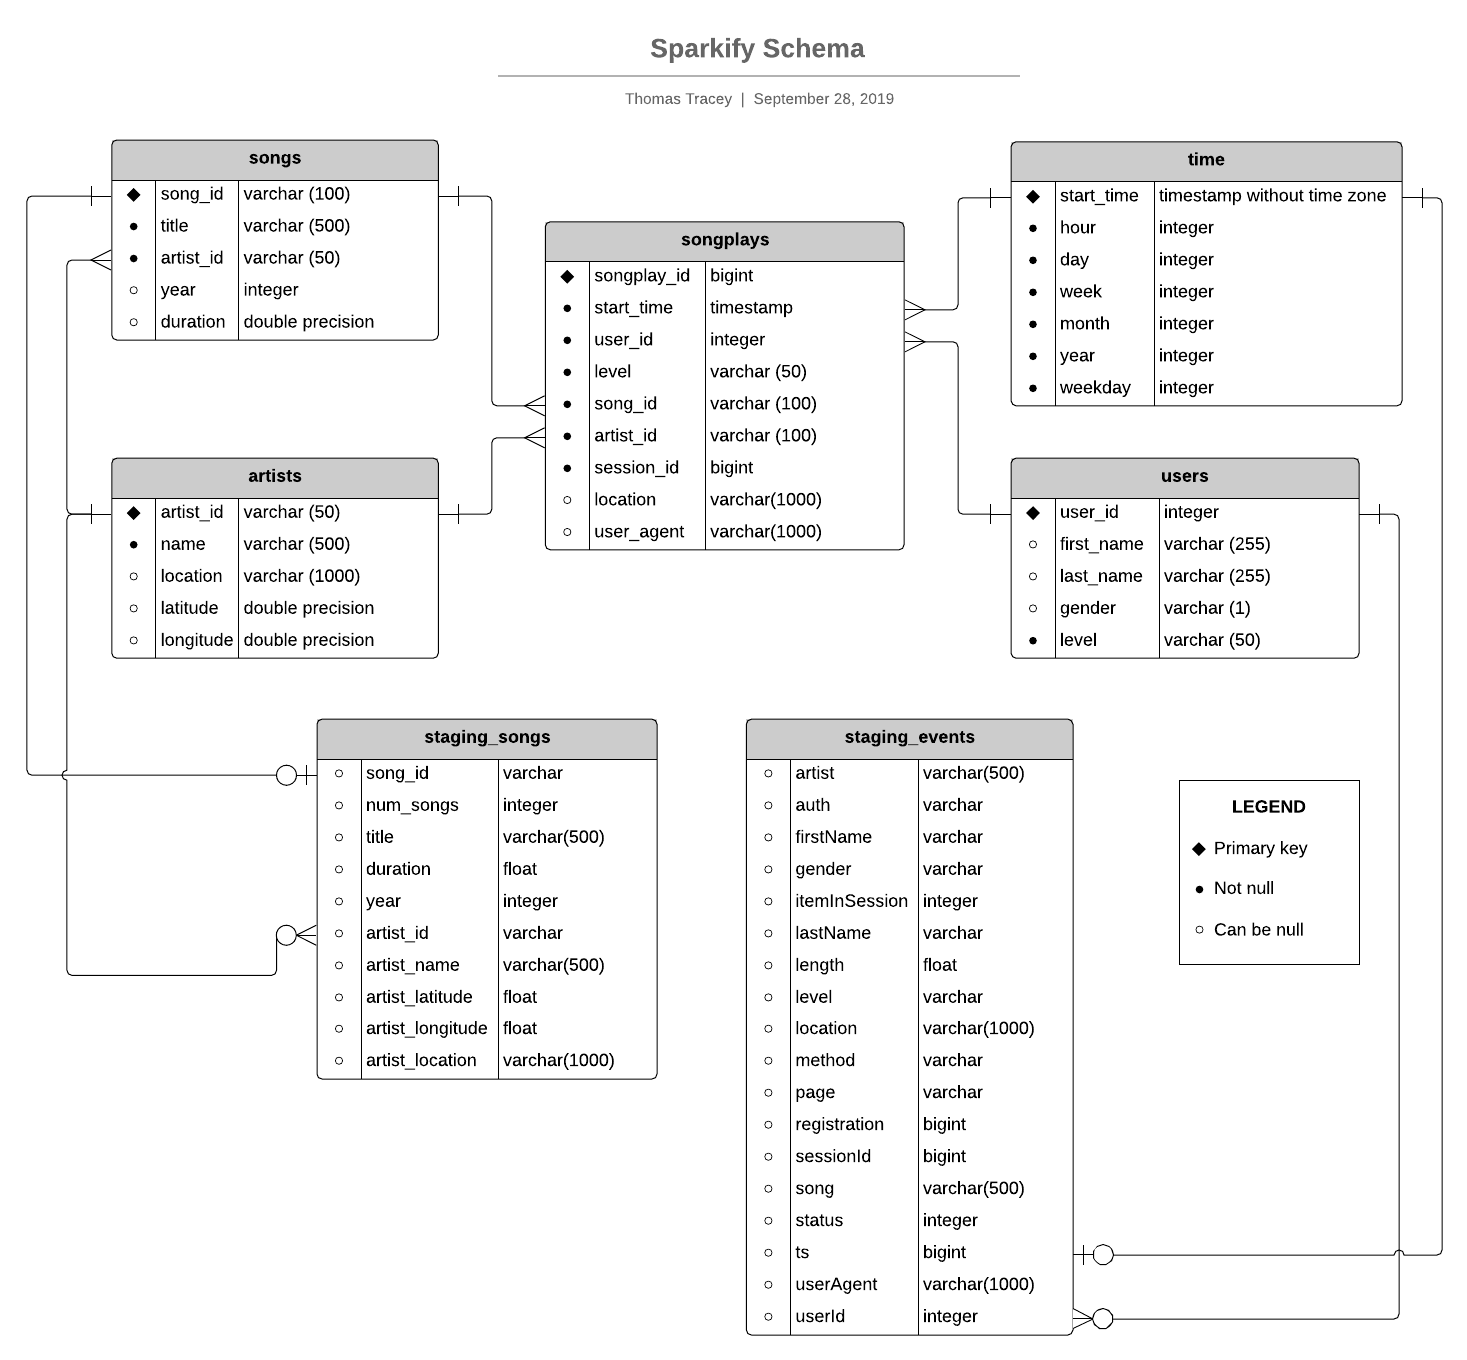 Sparkify Schema
Thomas Tracey | September 28, 2019
songs
song_id varchar (100)
title varchar (500)
artist_id varchar (50)
year integer
duration double precision
artists
artist_id varchar (50)
name varchar (500)
location varchar (1000)
latitude double precision
longitude double precision
songplays
songplay_id bigint
start_time timestamp
user_id integer
level varchar (50)
song_id varchar (100)
artist_id varchar (100)
session_id bigint
location varchar(1000)
user_agent varchar(1000)
time
start_time timestamp without time zone
hour integer
day integer
week integer
month integer
year integer
weekday integer
users
user_id integer
first_name varchar (255)
last_name varchar (255)
gender varchar (1)
level varchar (50)
staging_songs
song_id varchar
num_songs integer
title varchar(500)
duration float
year integer
artist_id varchar
artist_name varchar(500)
artist_latitude float
artist_longitude float
artist_location varchar(1000)
staging_events
artist varchar(500)
auth varchar
firstName varchar
gender varchar
itemInSession integer
lastName varchar
length float
level varchar
location varchar(1000)
method varchar
page varchar
registration bigint
sessionId bigint
song varchar(500)
status integer
ts bigint
userAgent varchar(1000)
userId integer
LEGEND
Primary key
Not null
Can be null